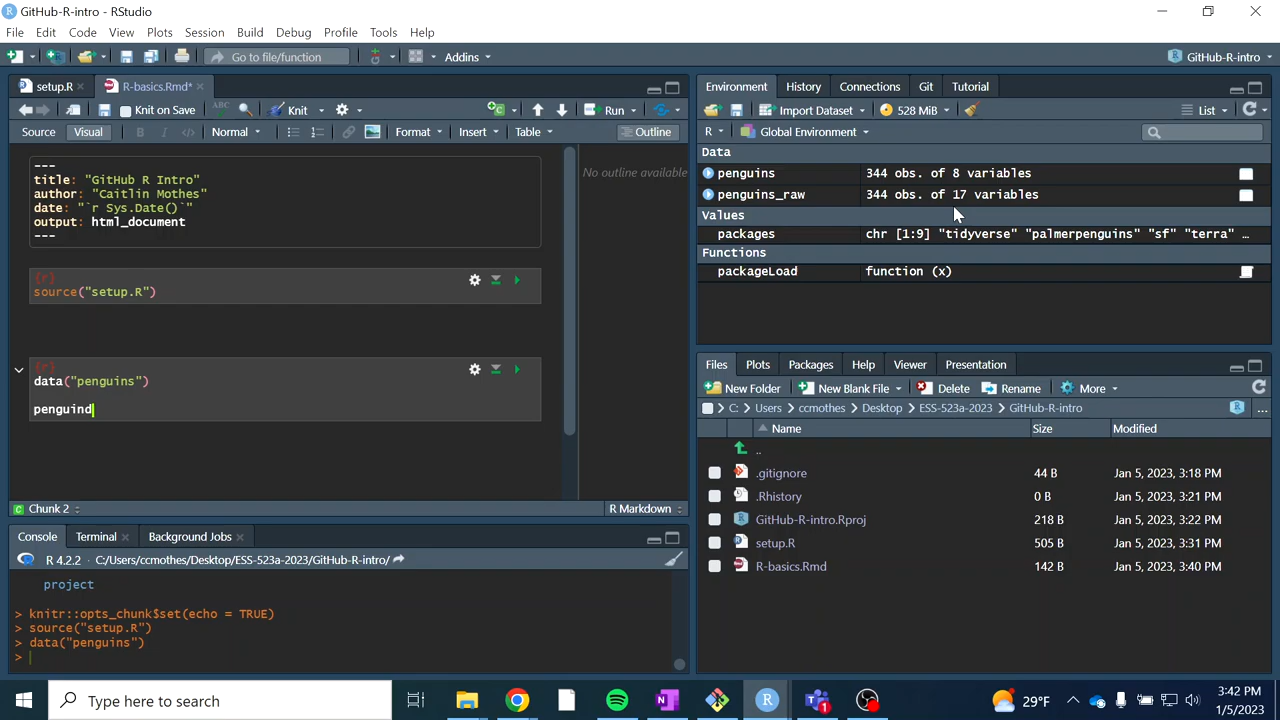 GitHub-R-intro - RStudio
File Edit Code View Plots Session Build Debug Profile Tools Help
Go to file/function Addins GitHub-R-intro
setup.R R-basics.Rmd*
Knit on Save ABC Knit Run
Source Visual B I </> Normal Format Insert Table Outline
---
title: "GitHub R Intro"
author: "Caitlin Mothes"
date: "`r Sys.Date()`"
output: html_document
---
No outline available
{r}
source("setup.R")
{r}
data("penguins")
penguind
Chunk 2 R Markdown
Console Terminal Background Jobs
R 4.2.2 · C:/Users/ccmothes/Desktop/ESS-523a-2023/GitHub-R-intro/
project
> knitr::opts_chunk$set(echo = TRUE)
> source("setup.R")
> data("penguins")
>
Environment History Connections Git Tutorial
Import Dataset 528 MiB List
R Global Environment
Data
penguins 344 obs. of 8 variables
penguins_raw 344 obs. of 17 variables
Values
packages chr [1:9] "tidyverse" "palmerpenguins" "sf" "terra" …
Functions
packageLoad function (x)
Files Plots Packages Help Viewer Presentation
New Folder New Blank File Delete Rename More
C: Users ccmothes Desktop ESS-523a-2023 GitHub-R-intro ...
Name Size Modified
..
.gitignore 44 B Jan 5, 2023, 3:18 PM
.Rhistory 0 B Jan 5, 2023, 3:21 PM
GitHub-R-intro.Rproj 218 B Jan 5, 2023, 3:22 PM
setup.R 505 B Jan 5, 2023, 3:31 PM
R-basics.Rmd 142 B Jan 5, 2023, 3:40 PM
Type here to search
29°F
3:42 PM
1/5/2023